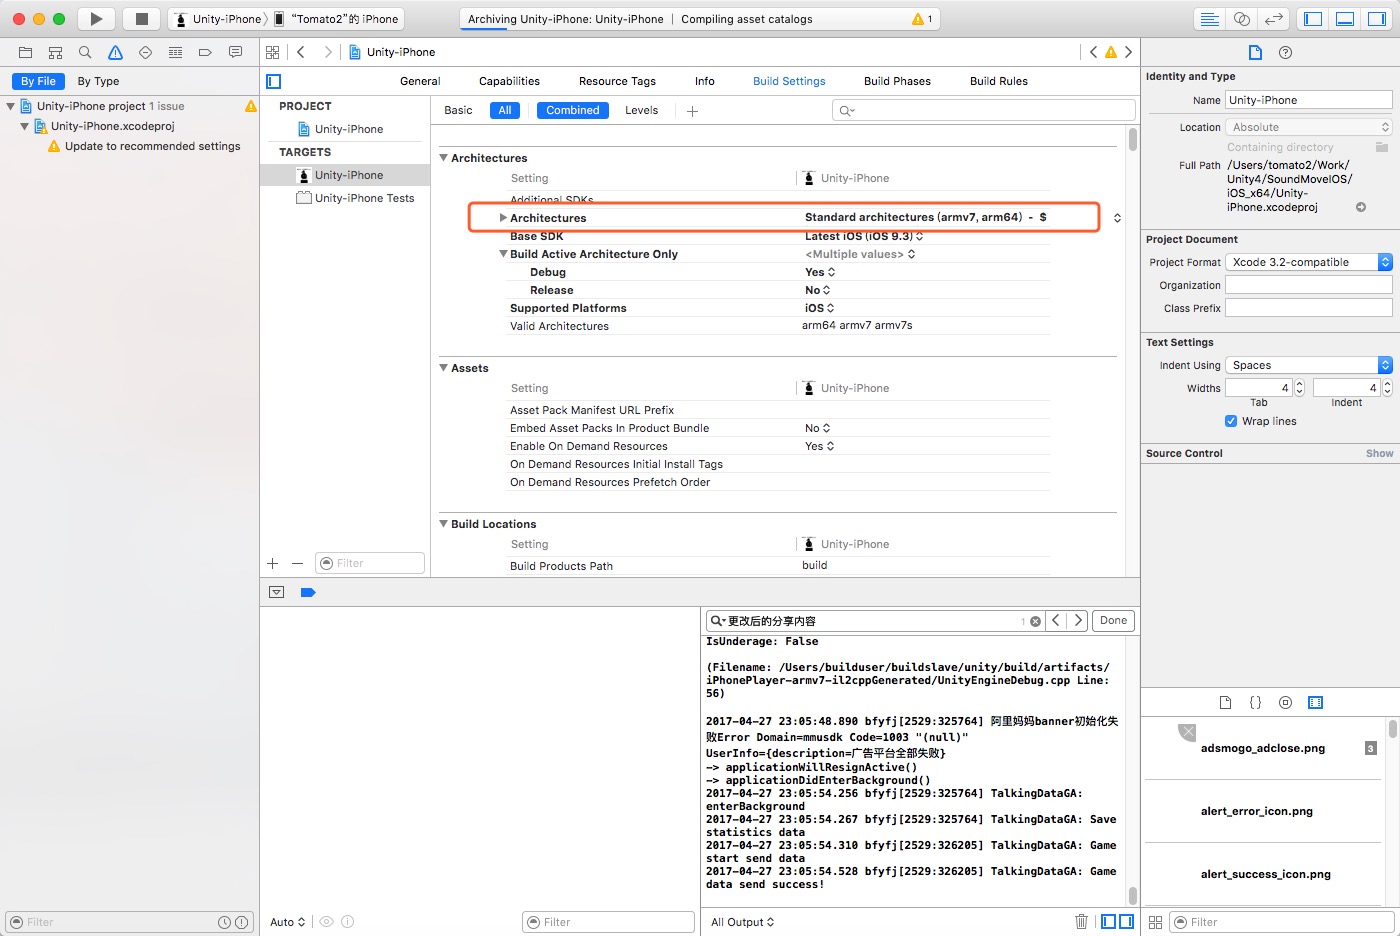 Unity-iPhone
“Tomato2”的 iPhone
Archiving Unity-iPhone: Unity-iPhone | Compiling asset catalogs
1
Unity-iPhone
By File
By Type
Unity-iPhone project 1 issue
Unity-iPhone.xcodeproj
Update to recommended settings
General
Capabilities
Resource Tags
Info
Build Settings
Build Phases
Build Rules
PROJECT
Unity-iPhone
TARGETS
Unity-iPhone
Unity-iPhone Tests
Basic
All
Combined
Levels
Architectures
Setting
Unity-iPhone
Additional SDKs
Architectures
Standard architectures (armv7, arm64) - $
Base SDK
Latest iOS (iOS 9.3)
Build Active Architecture Only
<Multiple values>
Debug
Yes
Release
No
Supported Platforms
iOS
Valid Architectures
arm64 armv7 armv7s
Assets
Setting
Unity-iPhone
Asset Pack Manifest URL Prefix
Embed Asset Packs In Product Bundle
No
Enable On Demand Resources
Yes
On Demand Resources Initial Install Tags
On Demand Resources Prefetch Order
Build Locations
Setting
Unity-iPhone
Build Products Path
build
Filter
更改后的分享内容
1
Done
IsUnderage: False
(Filename: /Users/builduser/buildslave/unity/build/artifacts/
iPhonePlayer-armv7-il2cppGenerated/UnityEngineDebug.cpp Line:
56)
2017-04-27 23:05:48.890 bfyfj[2529:325764] 阿里妈妈banner初始化失
败Error Domain=mmusdk Code=1003 "(null)"
UserInfo={description=广告平台全部失败}
-> applicationWillResignActive()
-> applicationDidEnterBackground()
2017-04-27 23:05:54.256 bfyfj[2529:325764] TalkingDataGA:
enterBackground
2017-04-27 23:05:54.267 bfyfj[2529:325764] TalkingDataGA: Save
statistics data
2017-04-27 23:05:54.310 bfyfj[2529:326205] TalkingDataGA: Game
start send data
2017-04-27 23:05:54.528 bfyfj[2529:326205] TalkingDataGA: Game
data send success!
Filter
Auto
Filter
All Output
Identity and Type
Name
Unity-iPhone
Location
Absolute
Containing directory
Full Path
/Users/tomato2/Work/
Unity4/SoundMoveIOS/
iOS_x64/Unity-
iPhone.xcodeproj
Project Document
Project Format
Xcode 3.2-compatible
Organization
Class Prefix
Text Settings
Indent Using
Spaces
Widths
4
4
Tab
Indent
Wrap lines
Source Control
Show
adsmogo_adclose.png
3
alert_error_icon.png
alert_success_icon.png
Filter